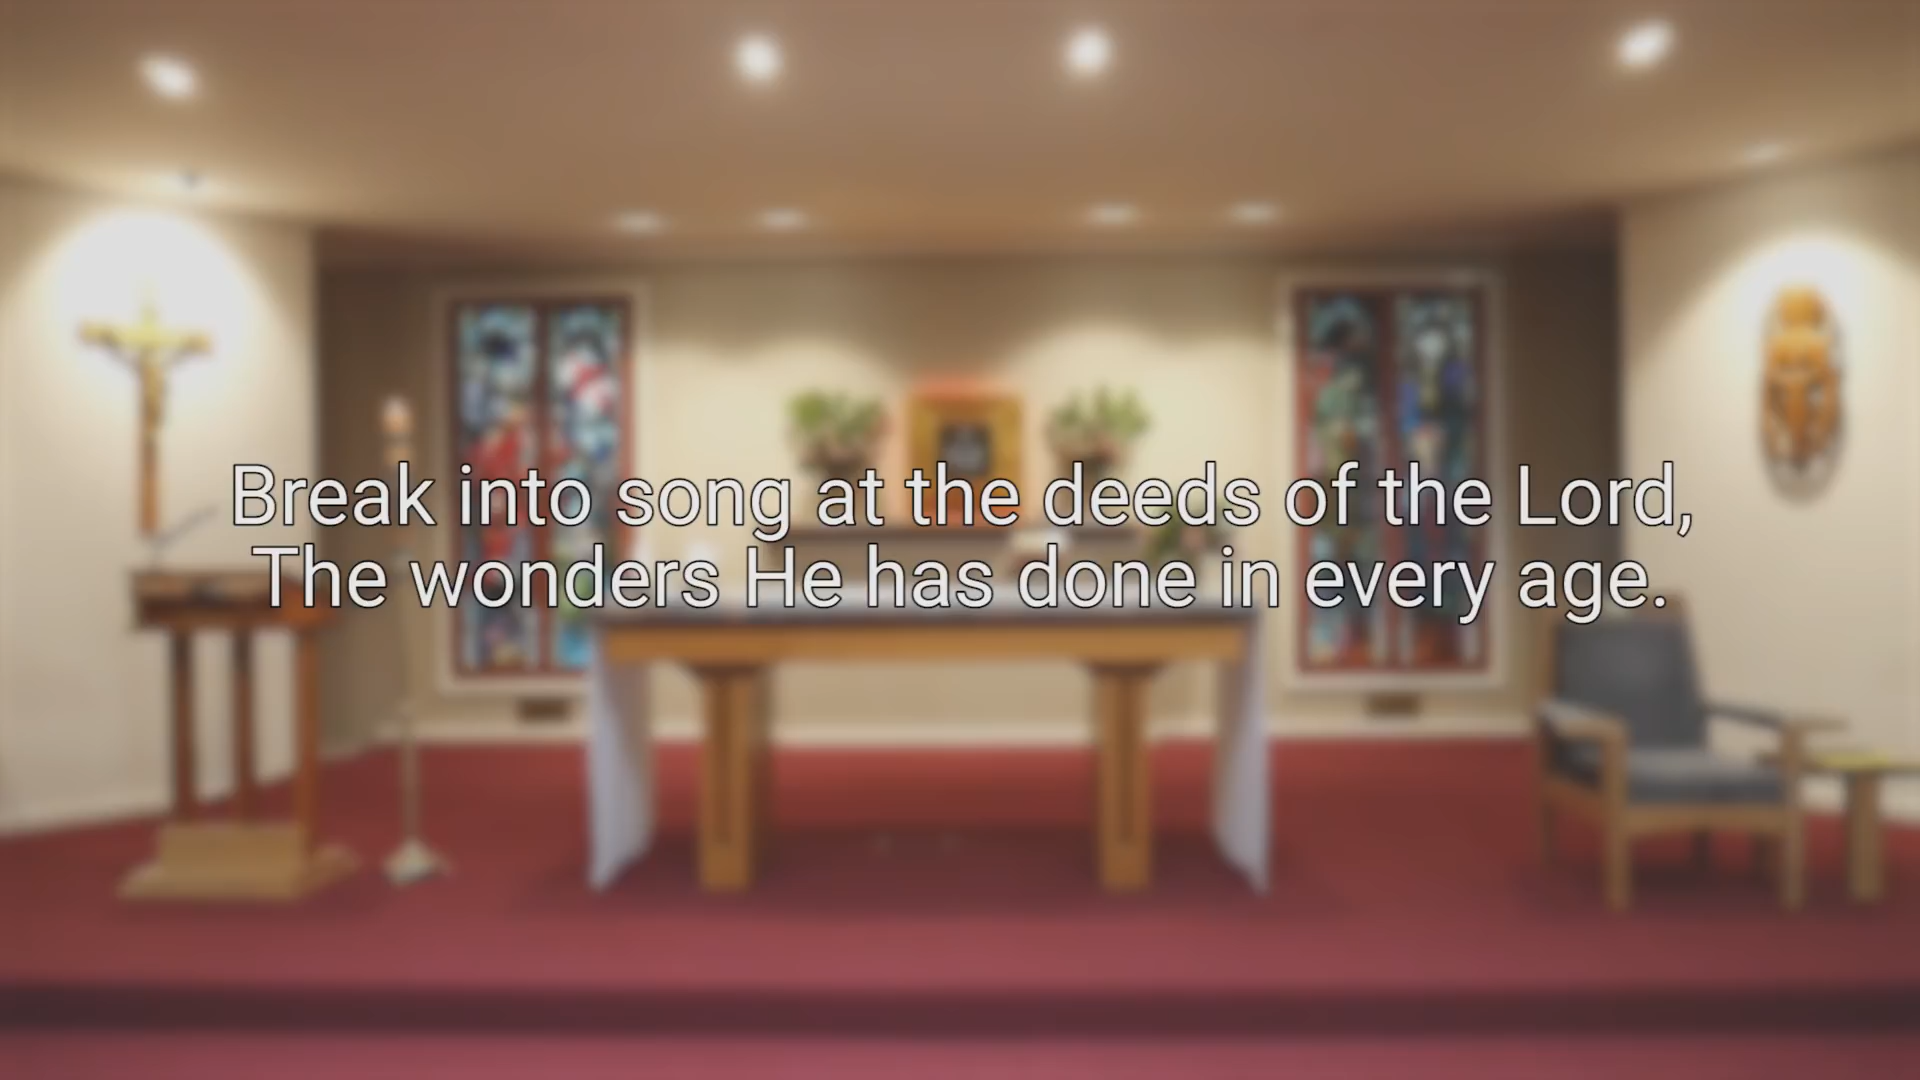 Break into song at the deeds of the Lord,
The wonders He has done in every age.